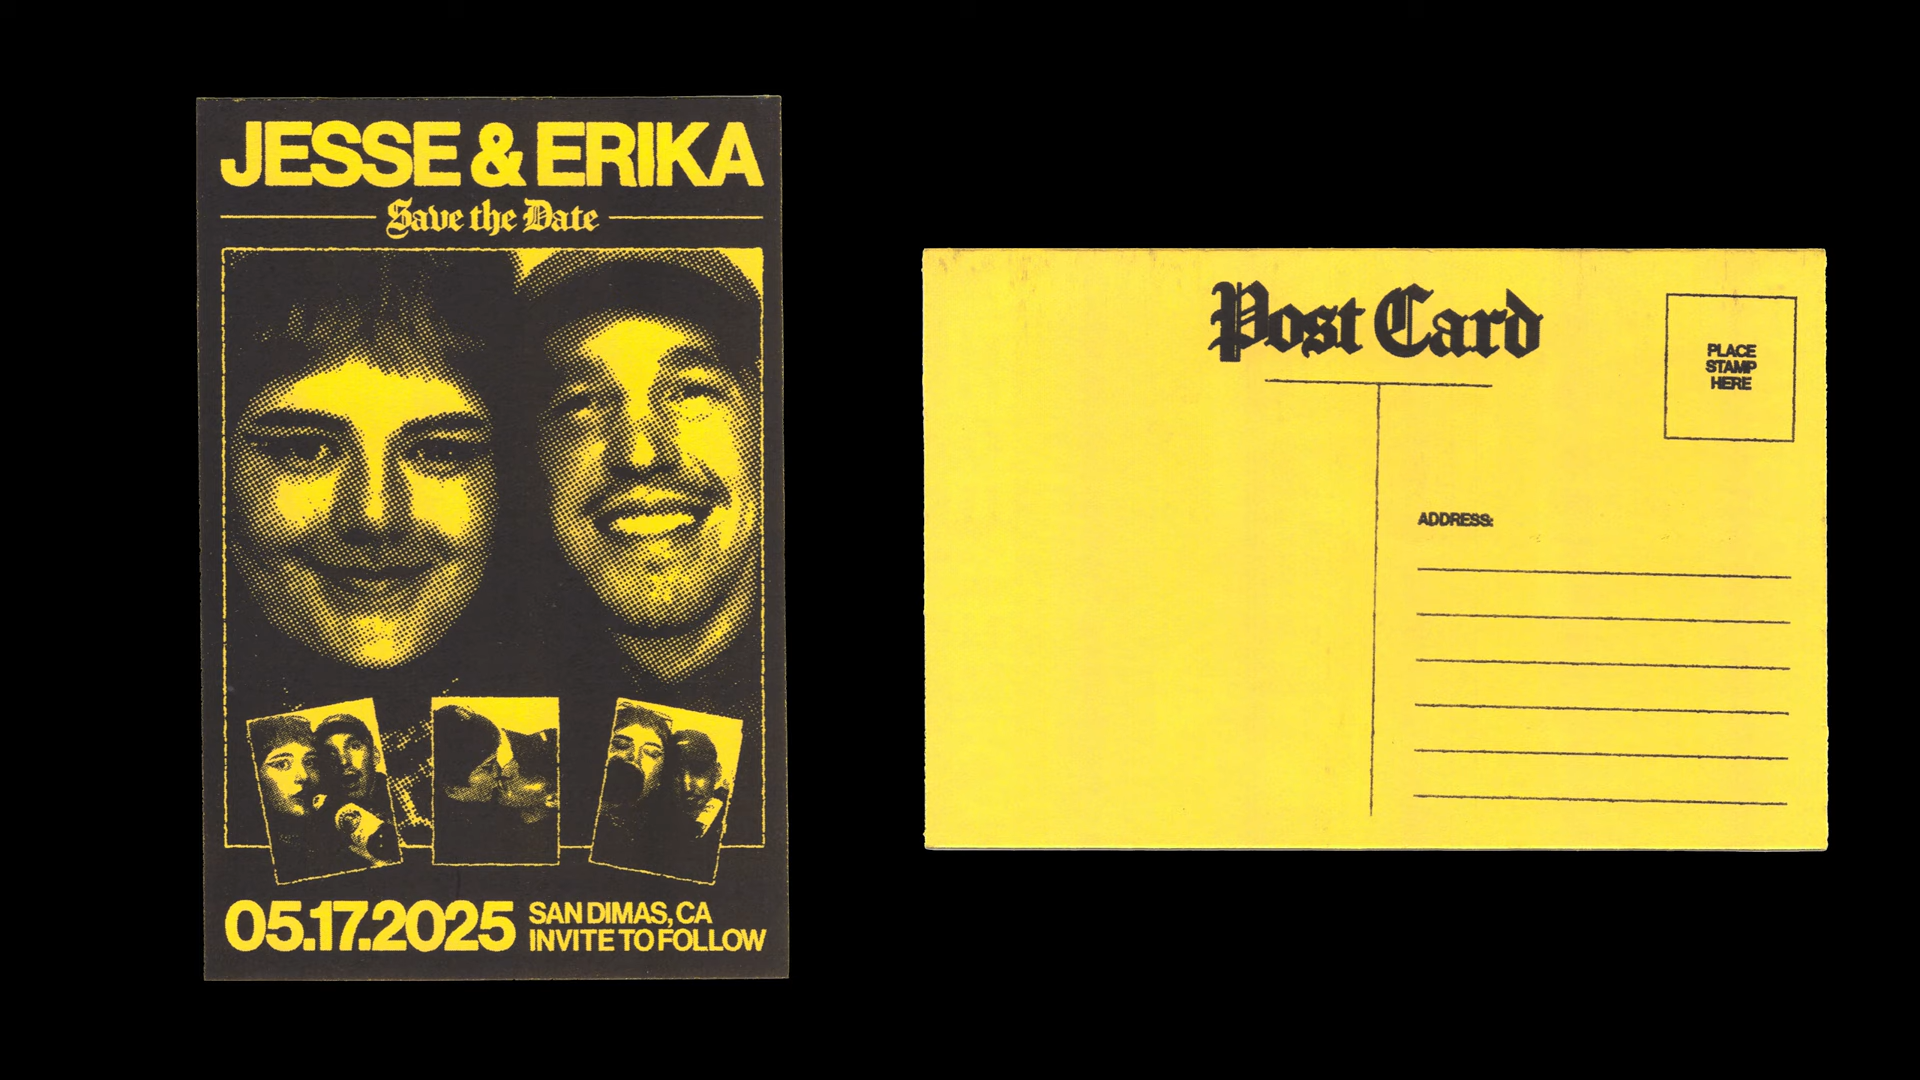 JESSE & ERIKA
Save the Date
05.17.2025
SAN DIMAS, CA
INVITE TO FOLLOW
Post Card
PLACE
STAMP
HERE
ADDRESS: